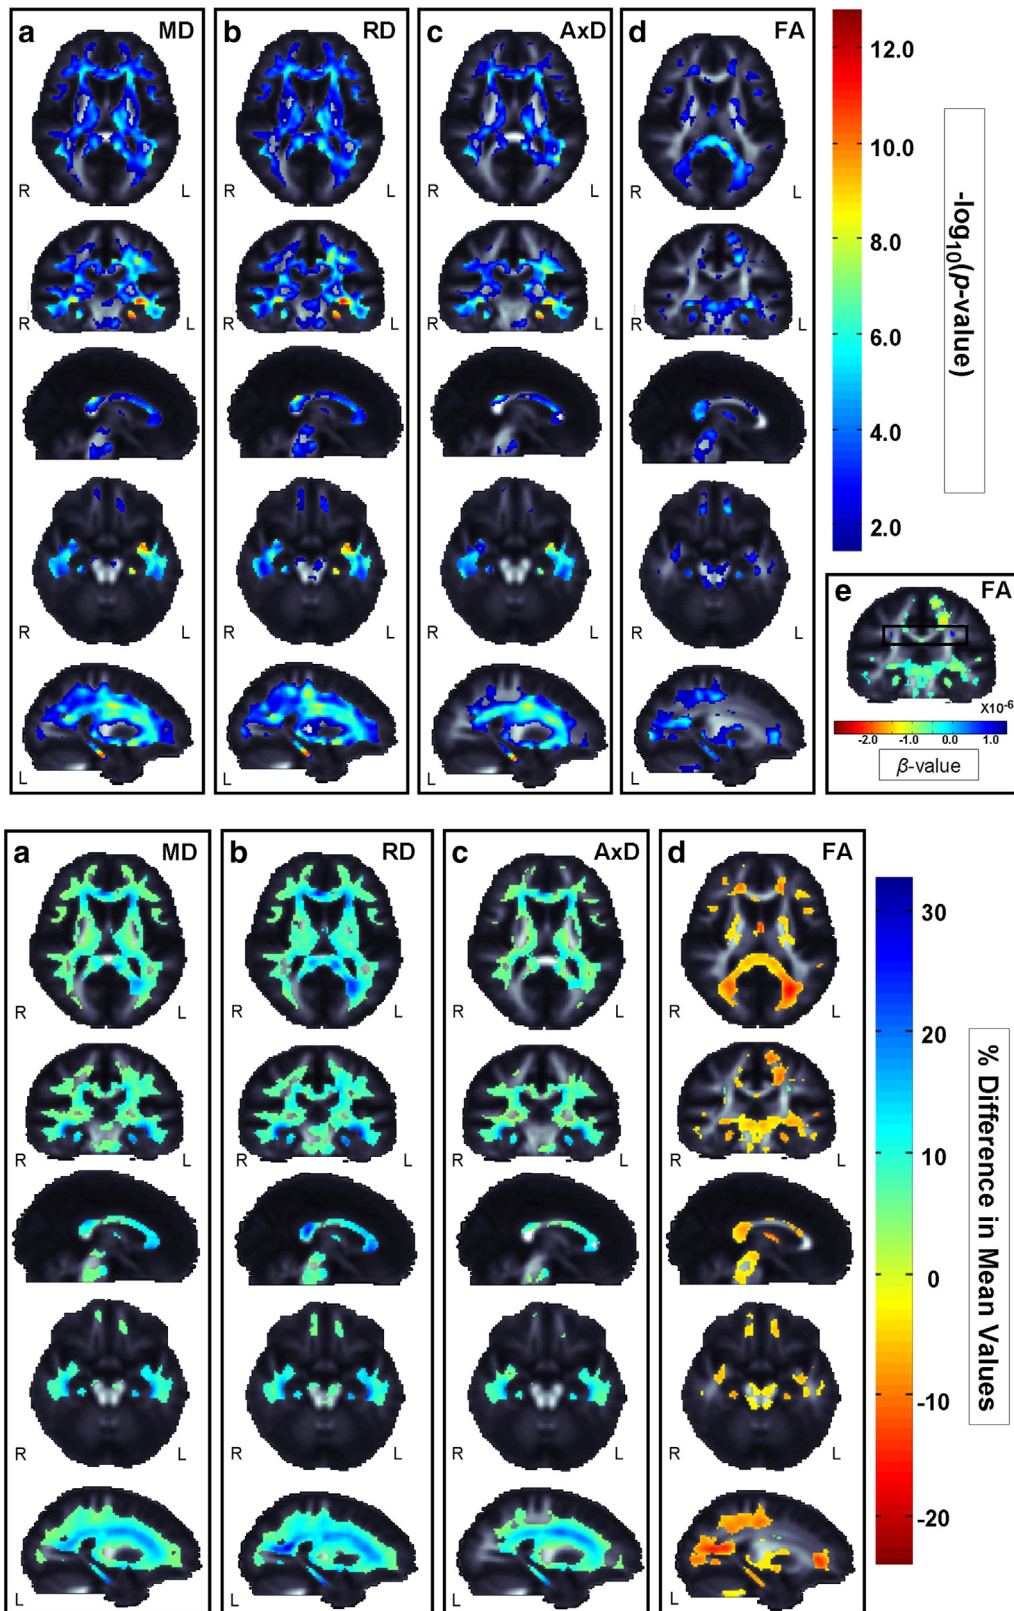 a MD
b RD
c AxD
d FA
R L
R L
R L
R L
R L
R L
R L
R L
R L
R L
R L
R L
L
L
L
L
12.0
10.0
8.0
6.0
4.0
2.0
-log10(p-value)
e FA
X10-6
-2.0 -1.0 0.0 1.0
β-value
a MD
b RD
c AxD
d FA
R L
R L
R L
R L
R L
R L
R L
R L
R L
R L
R L
R L
L
L
L
L
30
20
10
0
-10
-20
% Difference in Mean Values